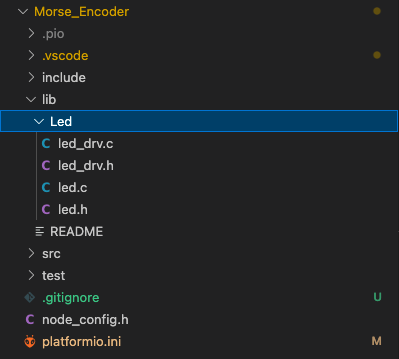 Morse_Encoder
.pio
.vscode
include
lib
Led
C led_drv.c
C led_drv.h
C led.c
C led.h
README
src
test
.gitignore U
C node_config.h
platformio.ini M